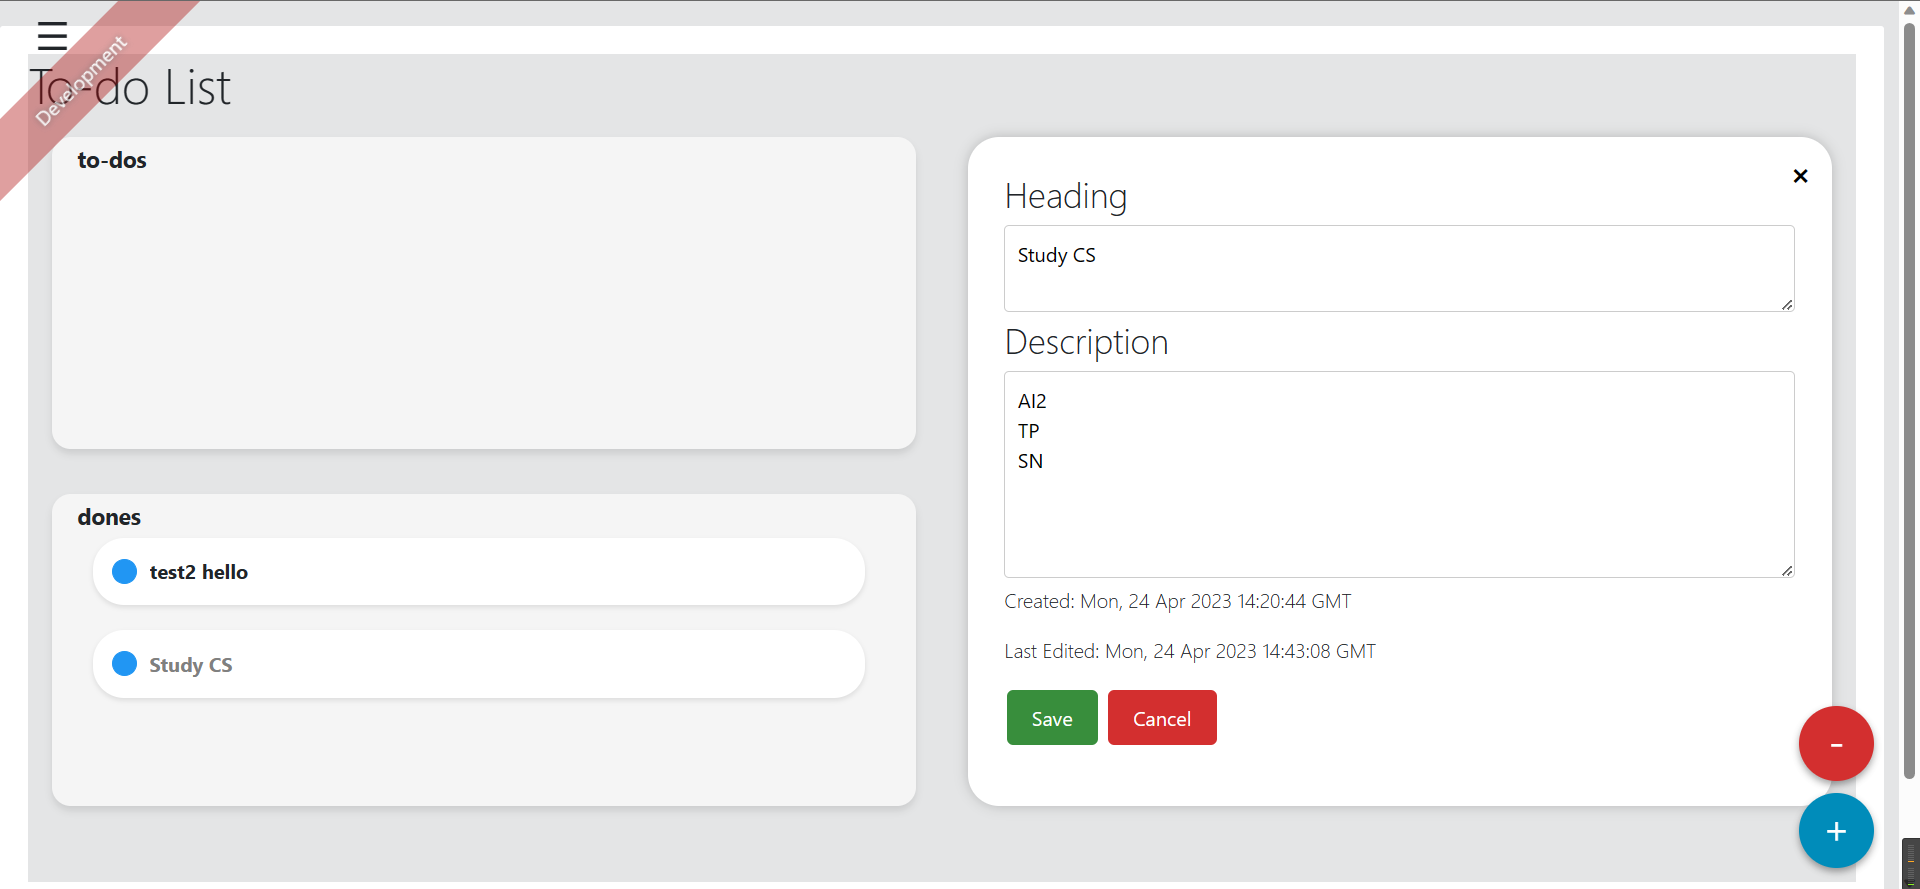 Development
To-do List
to-dos
dones
test2 hello
Study CS
×
Heading
Study CS
Description
AI2
TP
SN
Created: Mon, 24 Apr 2023 14:20:44 GMT
Last Edited: Mon, 24 Apr 2023 14:43:08 GMT
Save Cancel
-
+